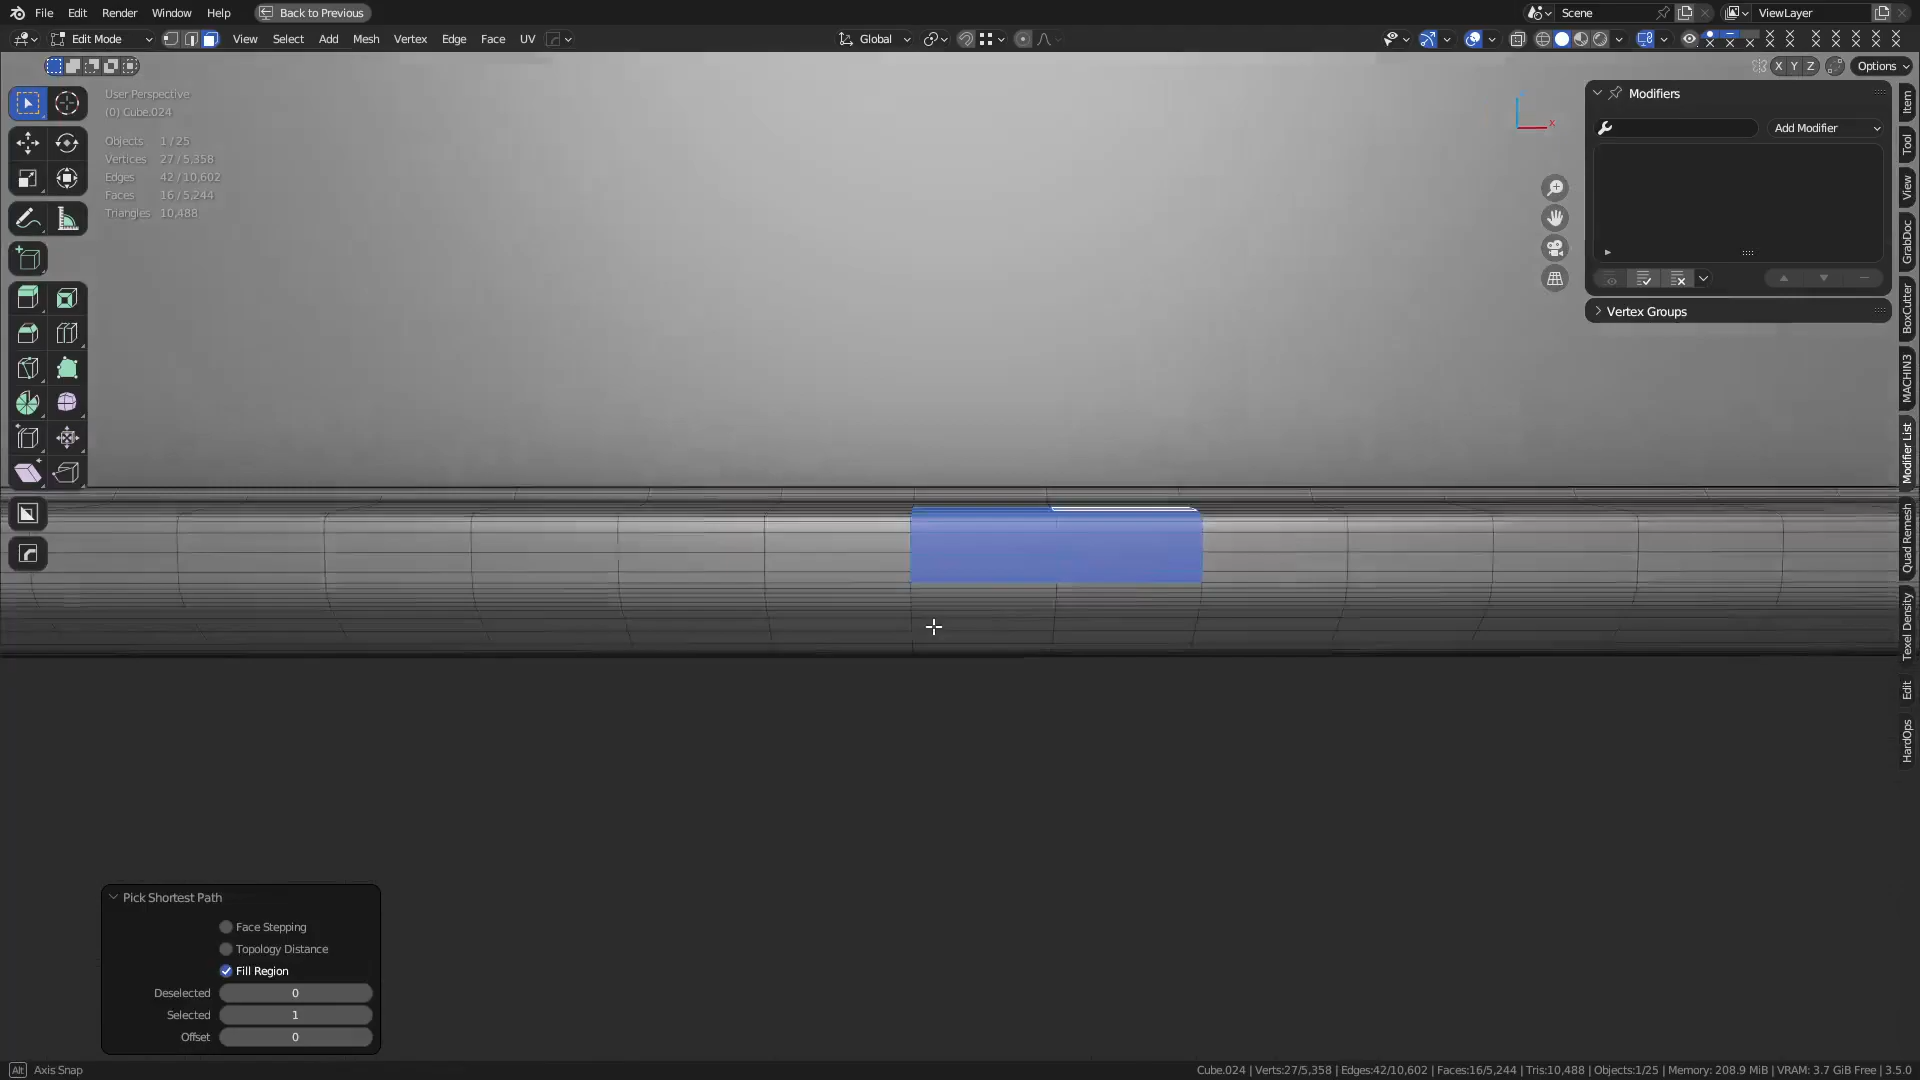 File Edit Render Window Help Back to Previous Scene ViewLayer
Edit Mode View Select Add Mesh Vertex Edge Face UV Global
X Y Z Options
User Perspective
(0) Cube.024
Objects 1/25
Vertices 27/5,358
Edges 42/10,602
Faces 16/5,244
Triangles 10,488
X
Modifiers
Add Modifier
Vertex Groups
Item
Tool
View
GrabDoc
BoxCutter
MACHIN3
Modifier List
Quad Remesh
Texel Density
Edit
HardOps
Pick Shortest Path
Face Stepping
Topology Distance
Fill Region
Deselected 0
Selected 1
Offset 0
Alt Axis Snap
Cube.024 | Verts:27/5,358 | Edges:42/10,602 | Faces:16/5,244 | Tris:10,488 | Objects:1/25 | Memory: 208.9 MiB | VRAM: 3.7 GiB Free | 3.5.0